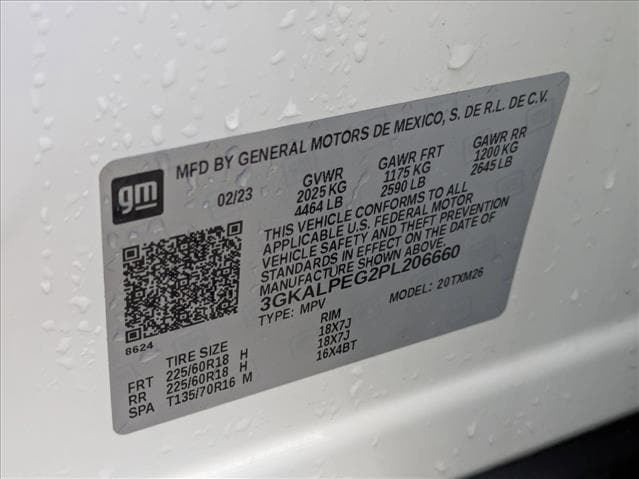 MFD BY GENERAL MOTORS DE MEXICO, S. DE R.L. DE C.V.
gm
02/23 GVWR GAWR FRT GAWR RR
2025 KG 1175 KG 1200 KG
4464 LB 2590 LB 2645 LB
THIS VEHICLE CONFORMS TO ALL
APPLICABLE U.S. FEDERAL MOTOR
VEHICLE SAFETY AND THEFT PREVENTION
STANDARDS IN EFFECT ON THE DATE OF
MANUFACTURE SHOWN ABOVE.
3GKALPEG2PL206660
TYPE: MPV MODEL: 20TXM26
8624
TIRE SIZE RIM
FRT 225/60R18 H 18X7J
RR 225/60R18 H 18X7J
SPA T135/70R16 M 16X4BT